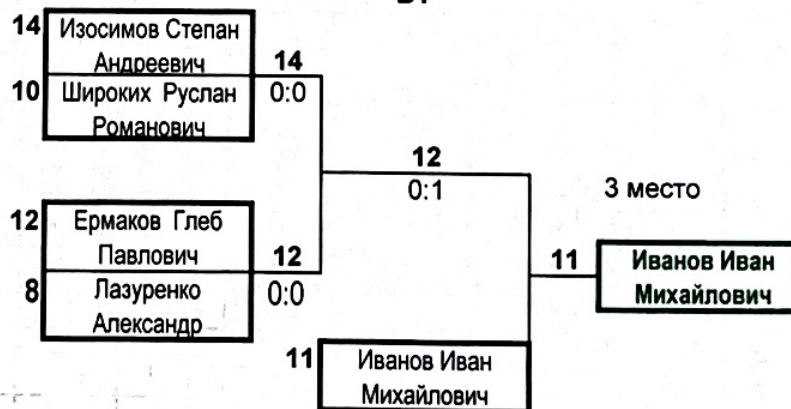 14
Изосимов Степан
Андреевич
14
10
Широких Руслан
0:0
Романович
12
0:1
3 место
12
Ермаков Глеб
Павлович
12
8
Лазуренко
0:0
Александр
11
Иванов Иван
Михайлович
11
Иванов Иван
Михайлович